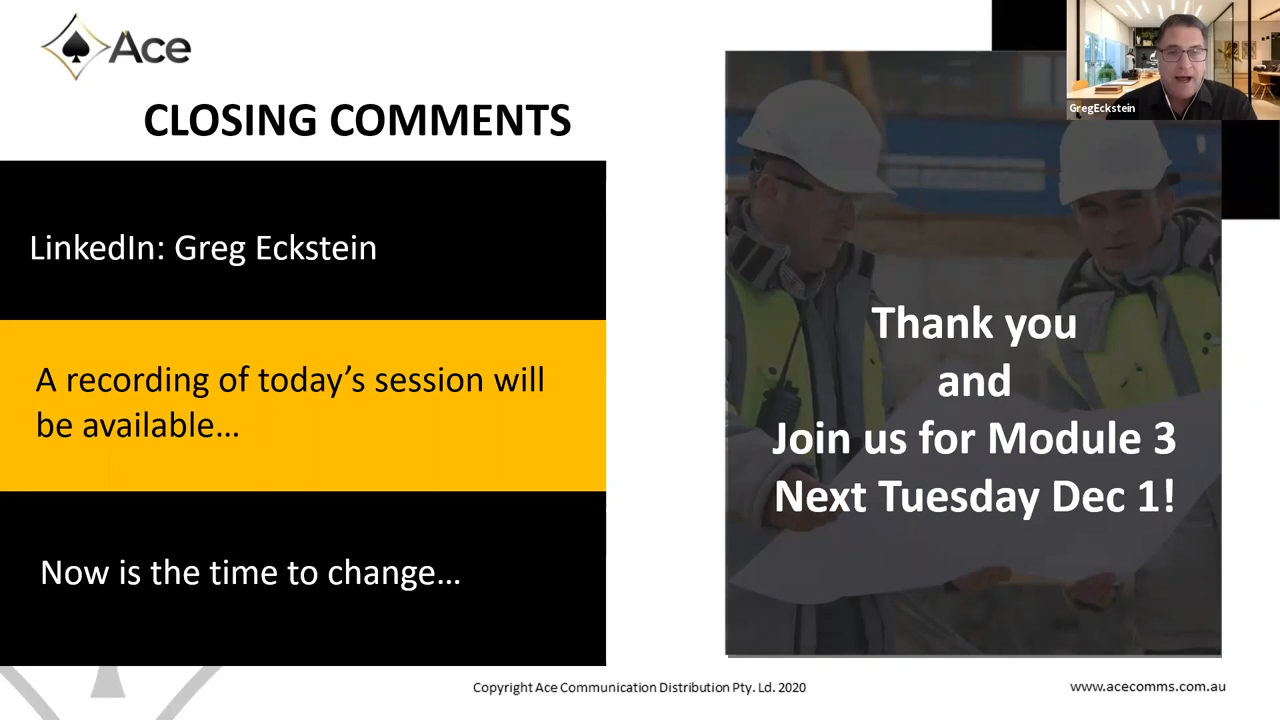 Ace
CLOSING COMMENTS
LinkedIn: Greg Eckstein
A recording of today’s session will
be available...
Now is the time to change...
GregEckstein
Thank you
and
Join us for Module 3
Next Tuesday Dec 1!
Copyright Ace Communication Distribution Pty. Ld. 2020
www.acecomms.com.au